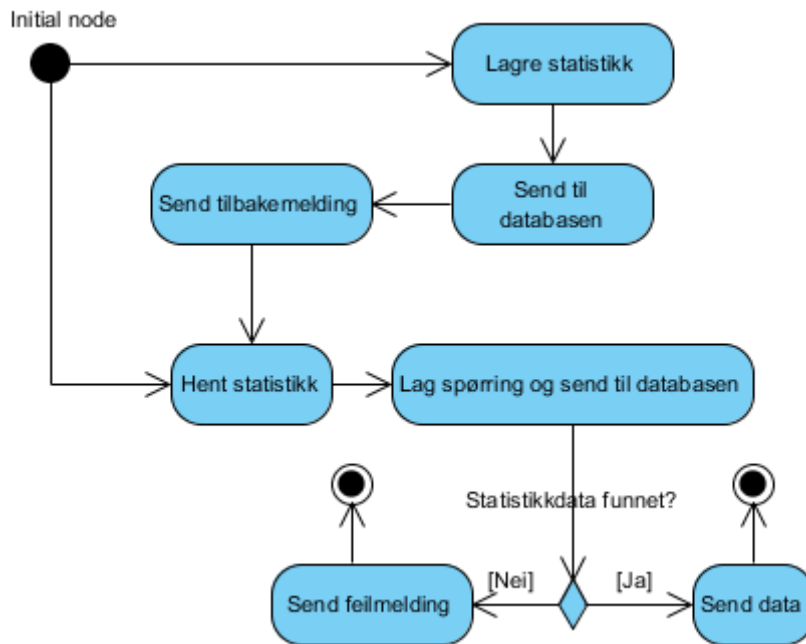 Initial node
Lagre statistikk
Send tilbakemelding
Send til
databasen
Hent statistikk
Lag spørring og send til databasen
Statistikkdata funnet?
[Nei]
[Ja]
Send feilmelding
Send data